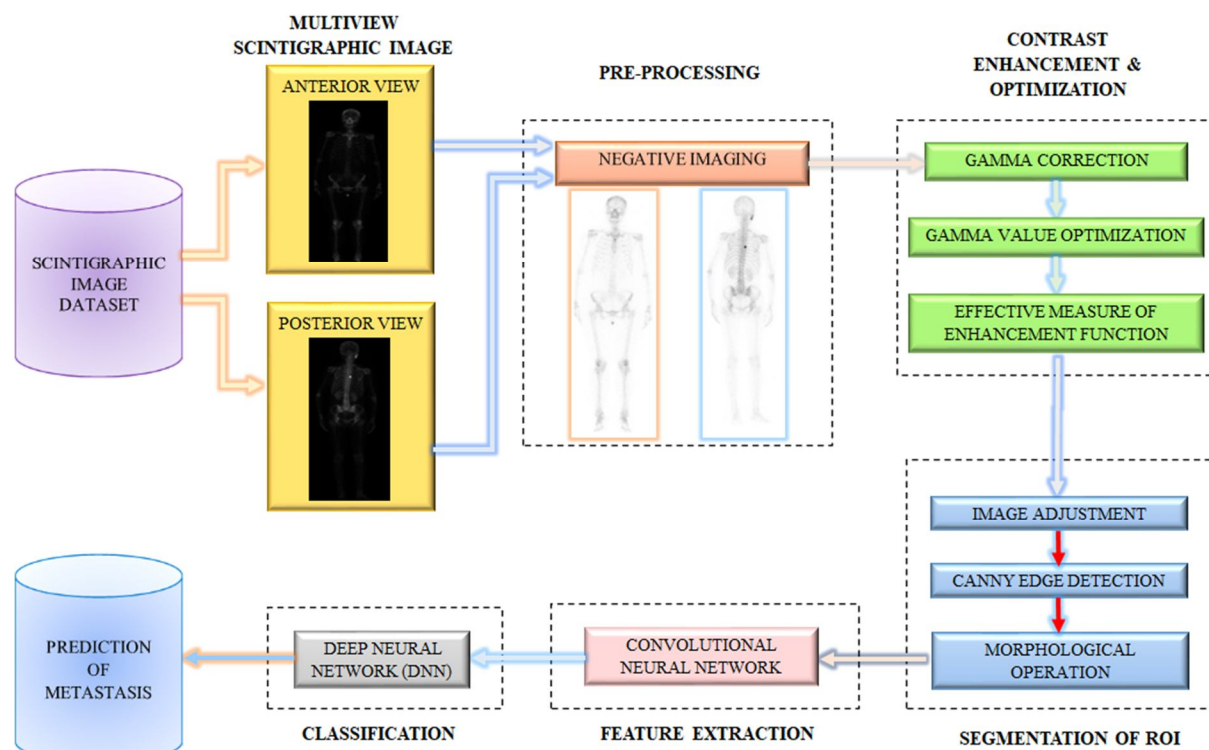 MULTIVIEW
SCINTIGRAPHIC IMAGE
ANTERIOR VIEW
POSTERIOR VIEW
SCINTIGRAPHIC
IMAGE
DATASET
PRE-PROCESSING
NEGATIVE IMAGING
CONTRAST
ENHANCEMENT &
OPTIMIZATION
GAMMA CORRECTION
GAMMA VALUE OPTIMIZATION
EFFECTIVE MEASURE OF
ENHANCEMENT FUNCTION
IMAGE ADJUSTMENT
CANNY EDGE DETECTION
MORPHOLOGICAL
OPERATION
SEGMENTATION OF ROI
CONVOLUTIONAL
NEURAL NETWORK
FEATURE EXTRACTION
DEEP NEURAL
NETWORK (DNN)
CLASSIFICATION
PREDICTION
OF
METASTASIS